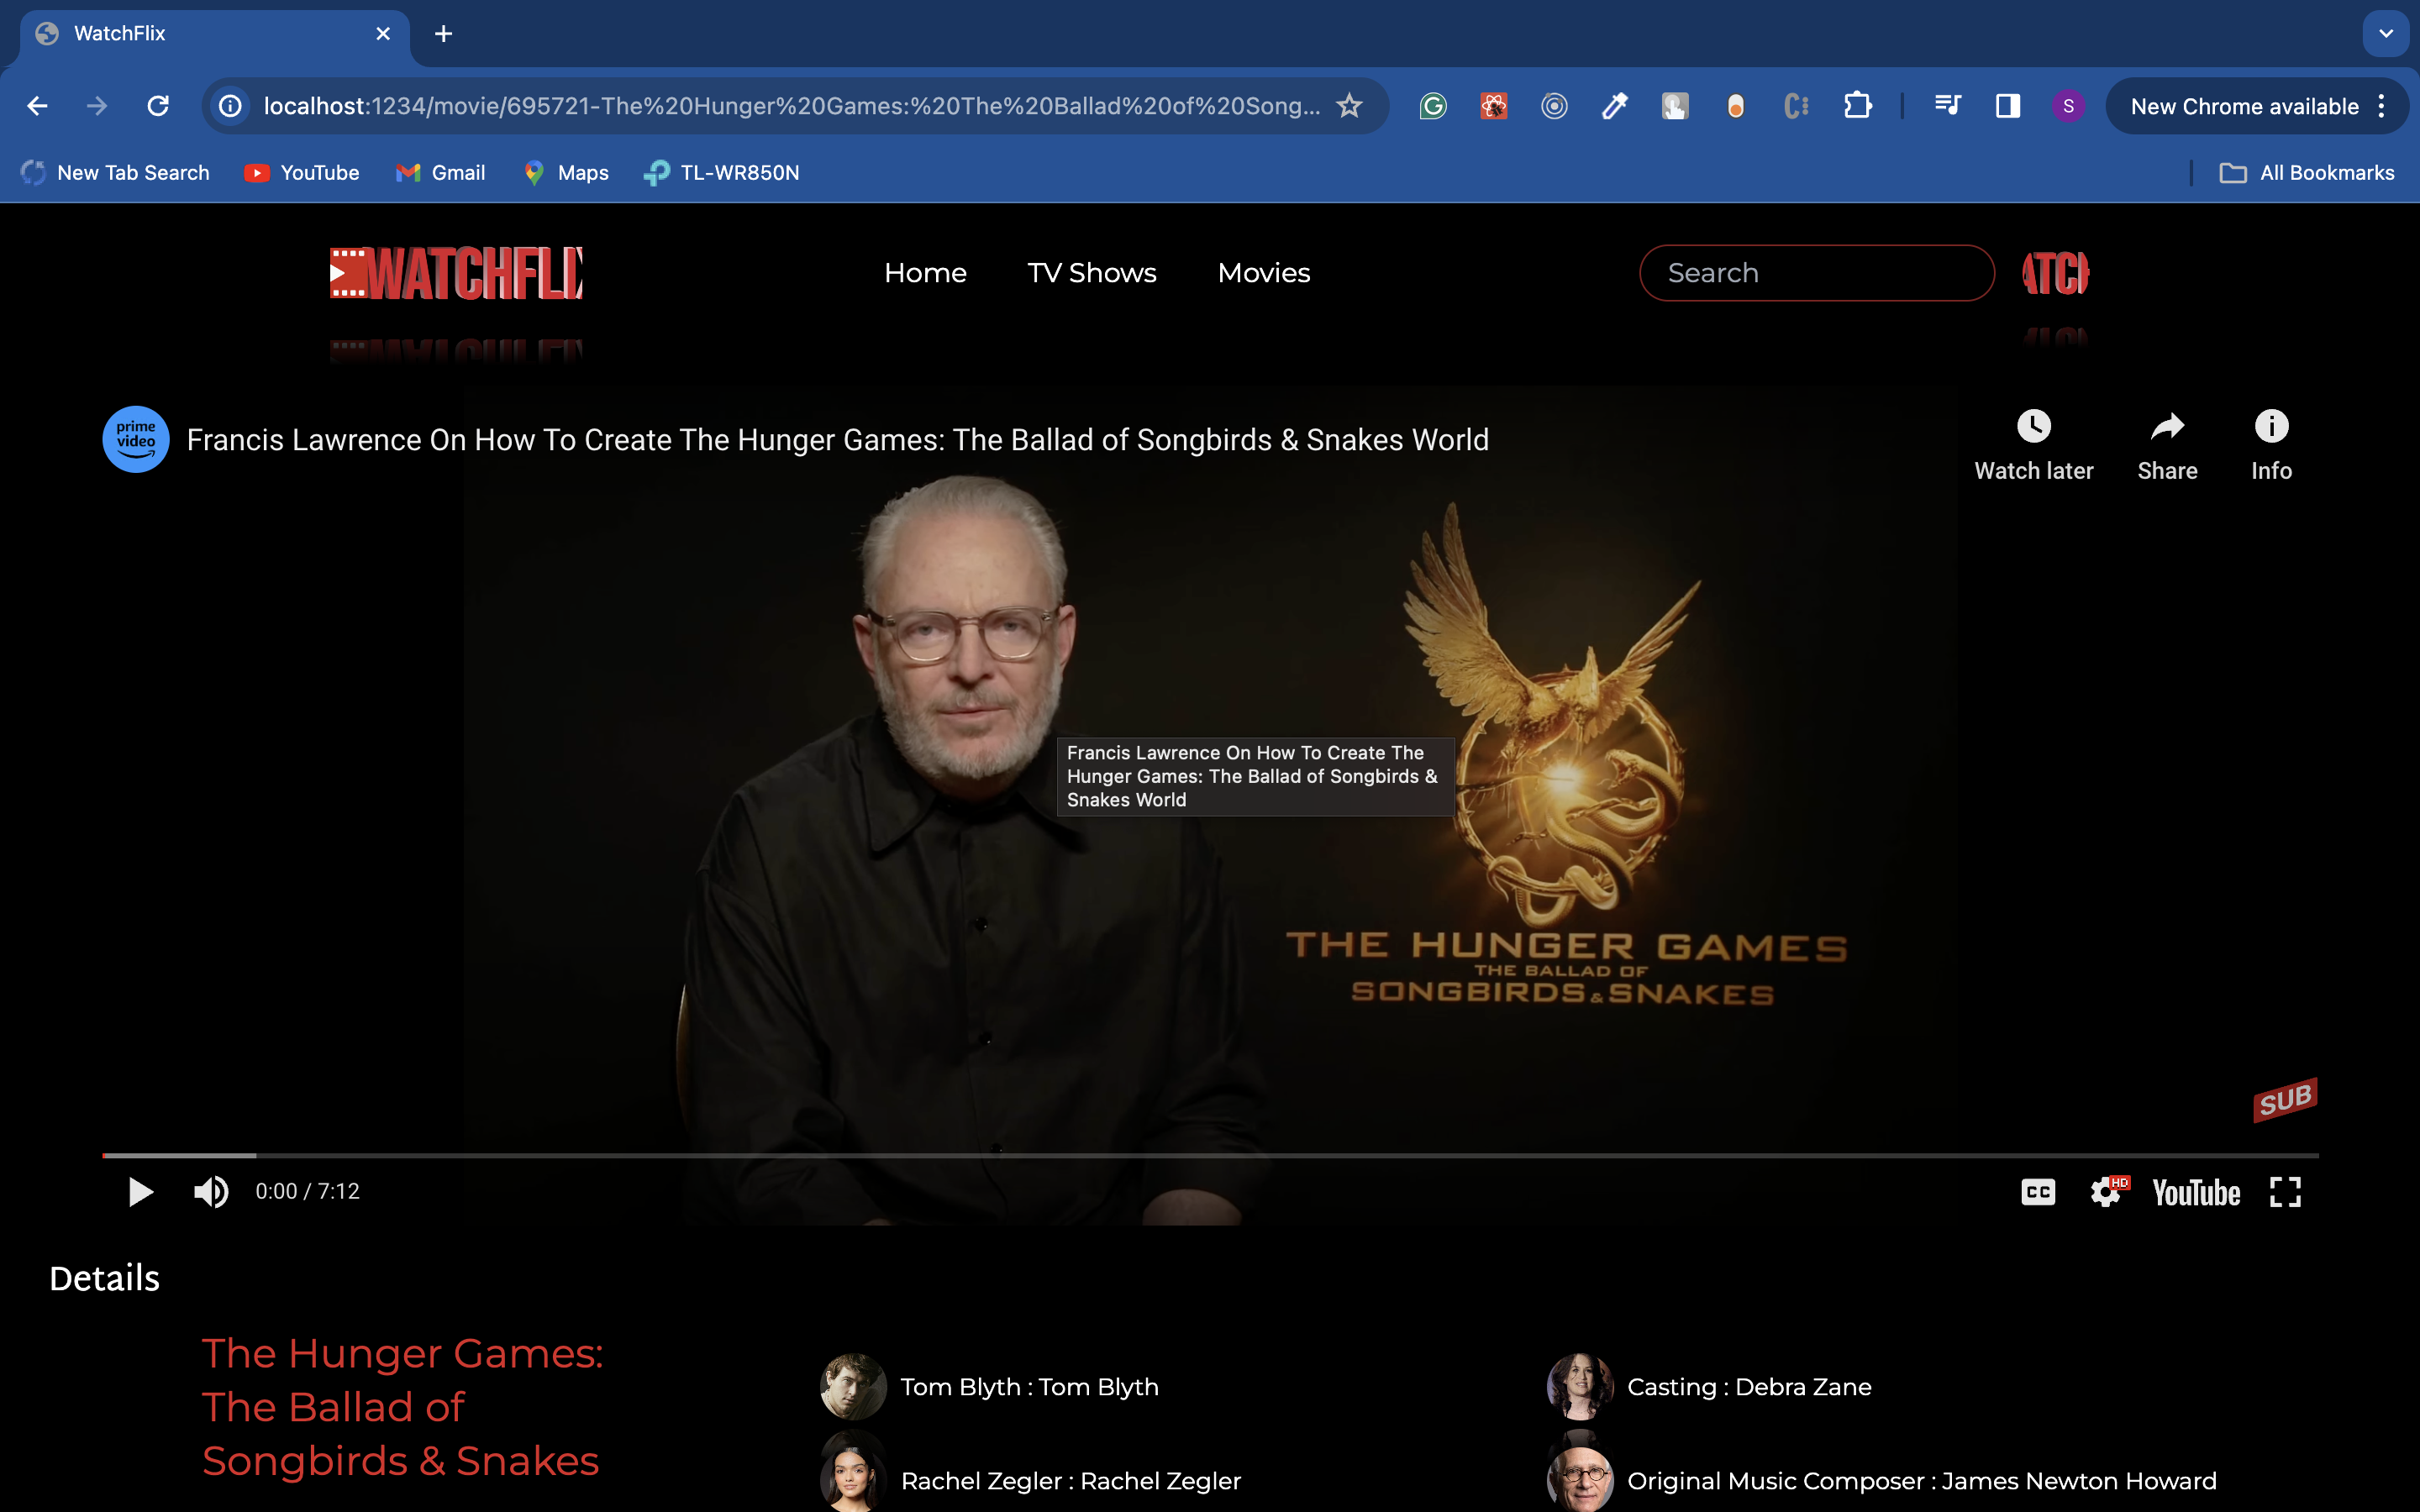 WatchFlix
localhost:1234/movie/695721-The%20Hunger%20Games:%20The%20Ballad%20of%20Song...
S
New Chrome available
New Tab Search
YouTube
Gmail
Maps
TL-WR850N
All Bookmarks
WATCHFLIX
Home
TV Shows
Movies
Search
ATCH
prime
video
Francis Lawrence On How To Create The Hunger Games: The Ballad of Songbirds & Snakes World
Watch later
Share
Info
Francis Lawrence On How To Create The
Hunger Games: The Ballad of Songbirds &
Snakes World
THE HUNGER GAMES
THE BALLAD OF
SONGBIRDS & SNAKES
SUB
0:00 / 7:12
CC
HD
YouTube
Details
The Hunger Games:
The Ballad of
Songbirds & Snakes
Tom Blyth : Tom Blyth
Rachel Zegler : Rachel Zegler
Casting : Debra Zane
Original Music Composer : James Newton Howard